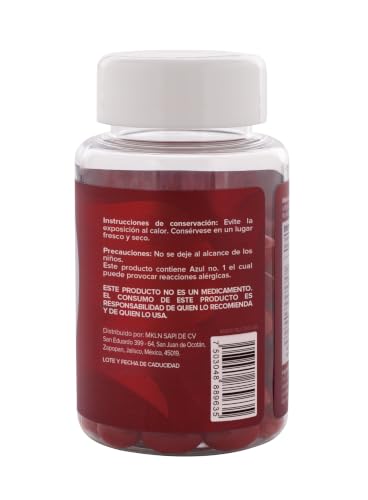 Instrucciones de conservación: Evite la
exposición al calor. Consérvese en un lugar
fresco y seco.
Precauciones: No se deje al alcance de los
niños.
Este producto contiene Azul no. 1 el cual
puede provocar reacciones alérgicas.
ESTE PRODUCTO NO ES UN MEDICAMENTO.
EL CONSUMO DE ESTE PRODUCTO ES
RESPONSABILIDAD DE QUIEN LO RECOMIENDA
Y DE QUIEN LO USA.
Distribuido por: MKLN SAPI DE CV
San Eduardo 399 - 64, San Juan de Ocotán,
Zapopan, Jalisco, México, 45019.
LOTE Y FECHA DE CADUCIDAD
7 503048 889635